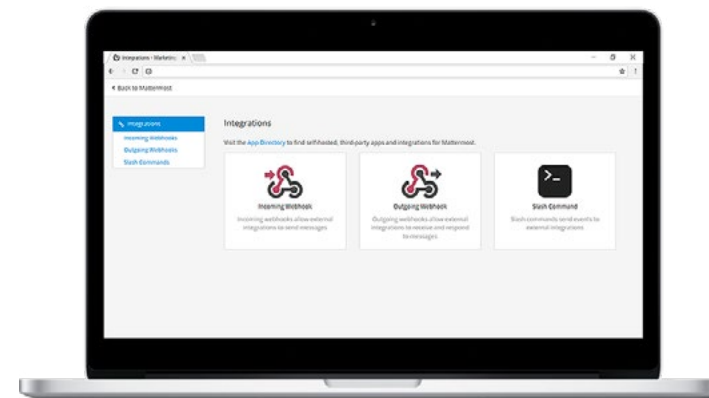 Integrations - Marketing
< Back to Mattermost
Integrations
Incoming Webhooks
Outgoing Webhooks
Slash Commands
Integrations
Visit the App Directory to find self-hosted, third-party apps and integrations for Mattermost.
Incoming Webhook
Incoming webhooks allow external
integrations to send messages
Outgoing Webhook
Outgoing webhooks allow external
integrations to receive and respond
to messages
Slash Command
Slash commands send events to
external integrations